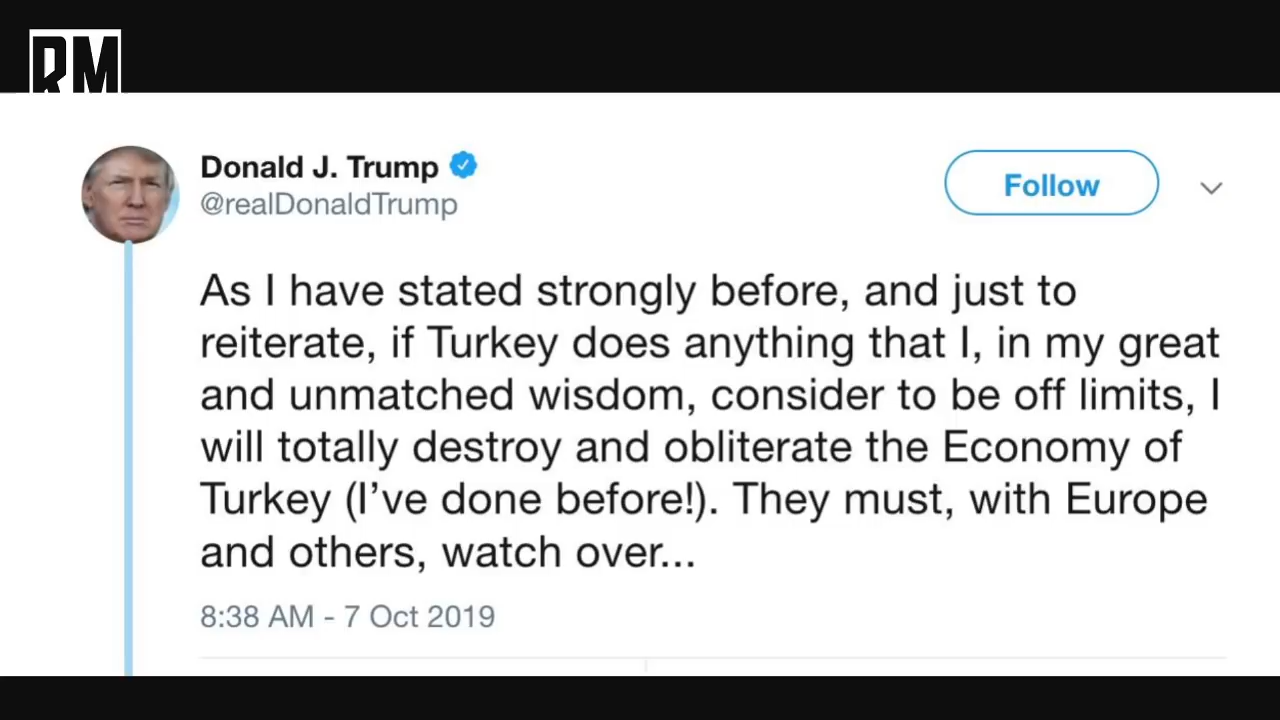 RM
Donald J. Trump
@realDonaldTrump
Follow
As I have stated strongly before, and just to
reiterate, if Turkey does anything that I, in my great
and unmatched wisdom, consider to be off limits, I
will totally destroy and obliterate the Economy of
Turkey (I’ve done before!). They must, with Europe
and others, watch over...
8:38 AM - 7 Oct 2019